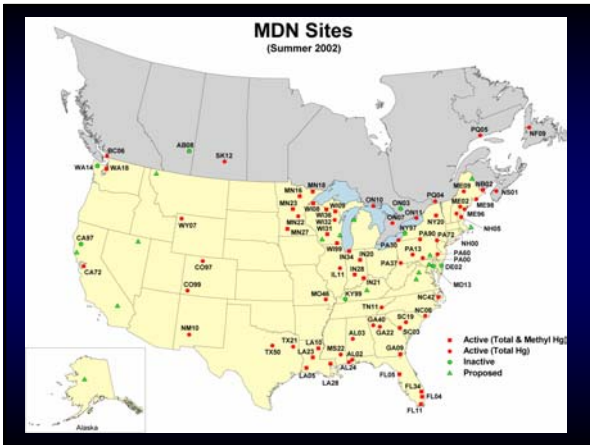 MDN Sites
(Summer 2002)
BC06
AB08
SK12
WA14
WA18
PQ05
NF09
MN16
MN18
MN23
MN22
MN27
WI08
WI09
WI36
WI32
WI31
WI99
ON10
ON03
ON07
ON11
PQ04
ME09
NB02
NS01
ME02
ME98
ME96
NY20
NY97
NH05
NH00
WY07
CA97
CA72
CO97
CO99
NM10
PA30
PA90
PA72
PA13
PA60
PA00
PA37
DE02
MD13
IN34
IN20
IL11
IN28
IN21
MO46
KY99
TN11
NC42
NC08
SC19
SC03
GA40
GA22
GA09
AL03
MS22
AL02
AL24
TX21
TX50
LA10
LA23
LA05
LA28
FL05
FL34
FL04
FL11
Active (Total & Methyl Hg)
Active (Total Hg)
Inactive
Proposed
Alaska